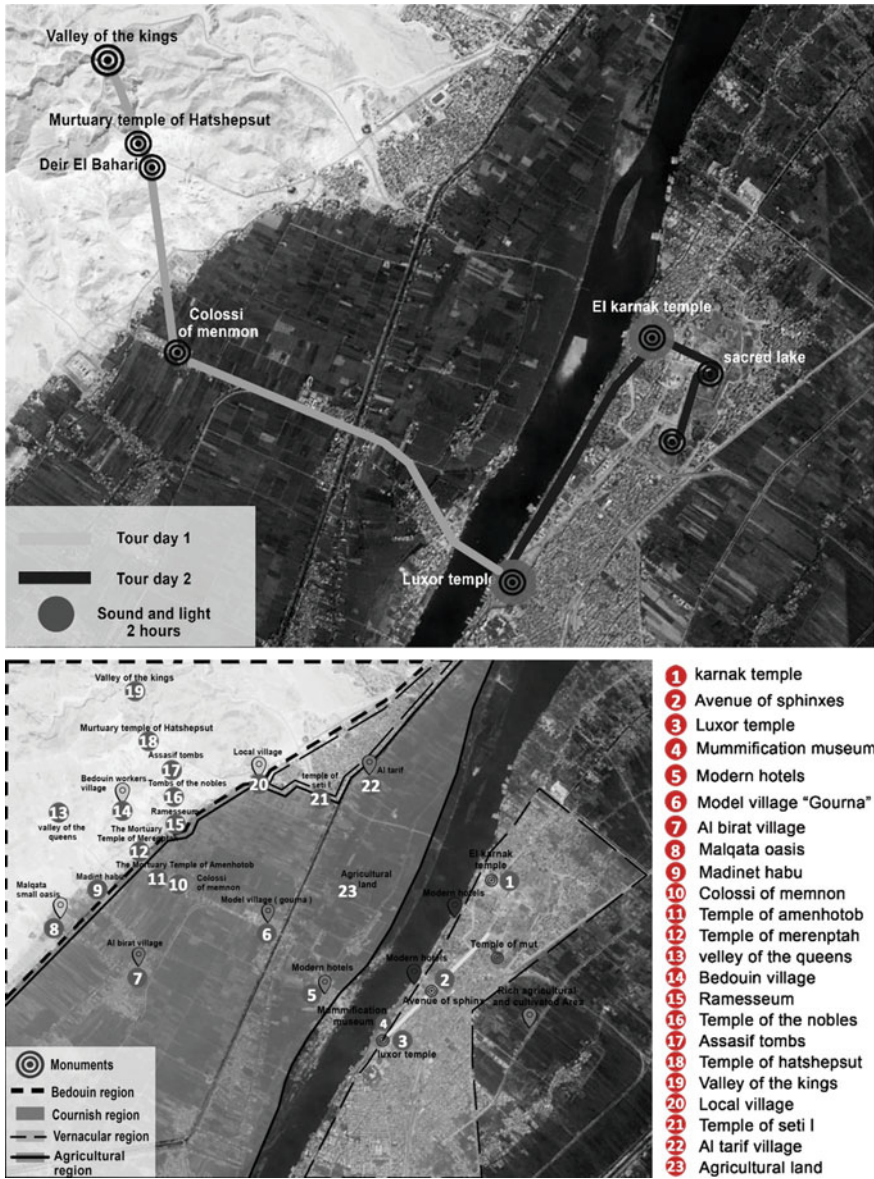 Valley of the kings
Murtuary temple of Hatshepsut
Deir El Bahari
Colossi
of menmon
El karnak temple
sacred lake
Luxor temple
Tour day 1
Tour day 2
Sound and light
2 hours
Valley of the kings
19
Murtuary temple of Hatshepsut
18
Assasif tombs
17
Local village
20
Al tarif
22
temple of
seti I
21
Bedouin workers
village
14
Tombs of the nobles
16
13
valley of the
queens
Ramesseum
15
The Mortuary
Temple of Merenptah
12
The Mortuary Temple of Amenhotob
11
10
Colossi
of memnon
Madint habu
9
Malqata
small oasis
8
Model village ( gourna )
6
23
Agricultural
land
Al birat village
7
El karnak
temple
1
Modern hotels
Temple of mut
Modern hotels
5
Modern hotels
2
Avenue of sphinx
Rich agricultural
and cultivated Area
Mummification
museum
4
3
luxor temple
Monuments
Bedouin region
Cournish region
Vernacular region
Agricultural
region
1 karnak temple
2 Avenue of sphinxes
3 Luxor temple
4 Mummification museum
5 Modern hotels
6 Model village “Gourna”
7 Al birat village
8 Malqata oasis
9 Madinet habu
10 Colossi of memnon
11 Temple of amenhotob
12 Temple of merenptah
13 velley of the queens
14 Bedouin village
15 Ramesseum
16 Temple of the nobles
17 Assasif tombs
18 Temple of hatshepsut
19 Valley of the kings
20 Local village
21 Temple of seti I
22 Al tarif village
23 Agricultural land